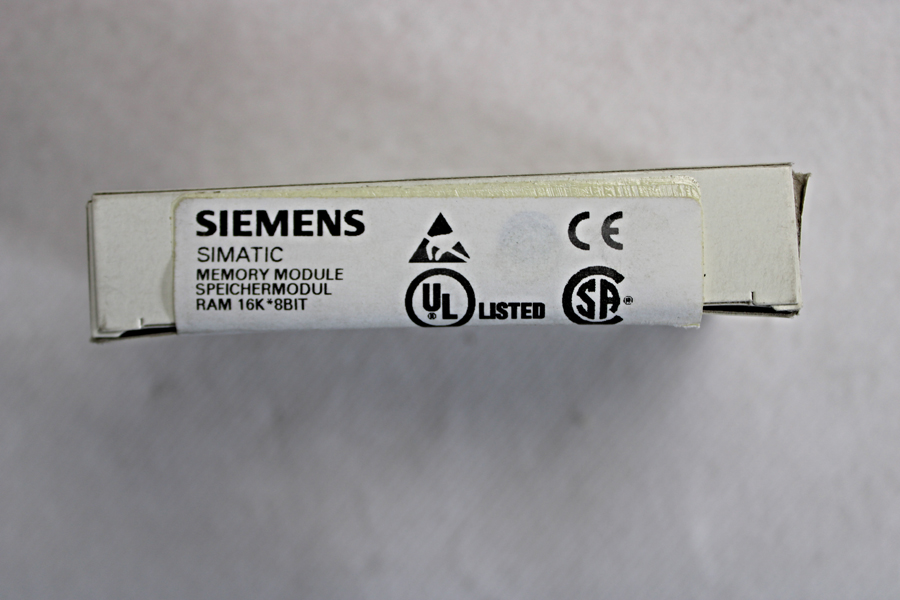 SIEMENS
SIMATIC
MEMORY MODULE
SPEICHERMODUL
RAM 16K*8BIT
CE
UL® LISTED
SA®